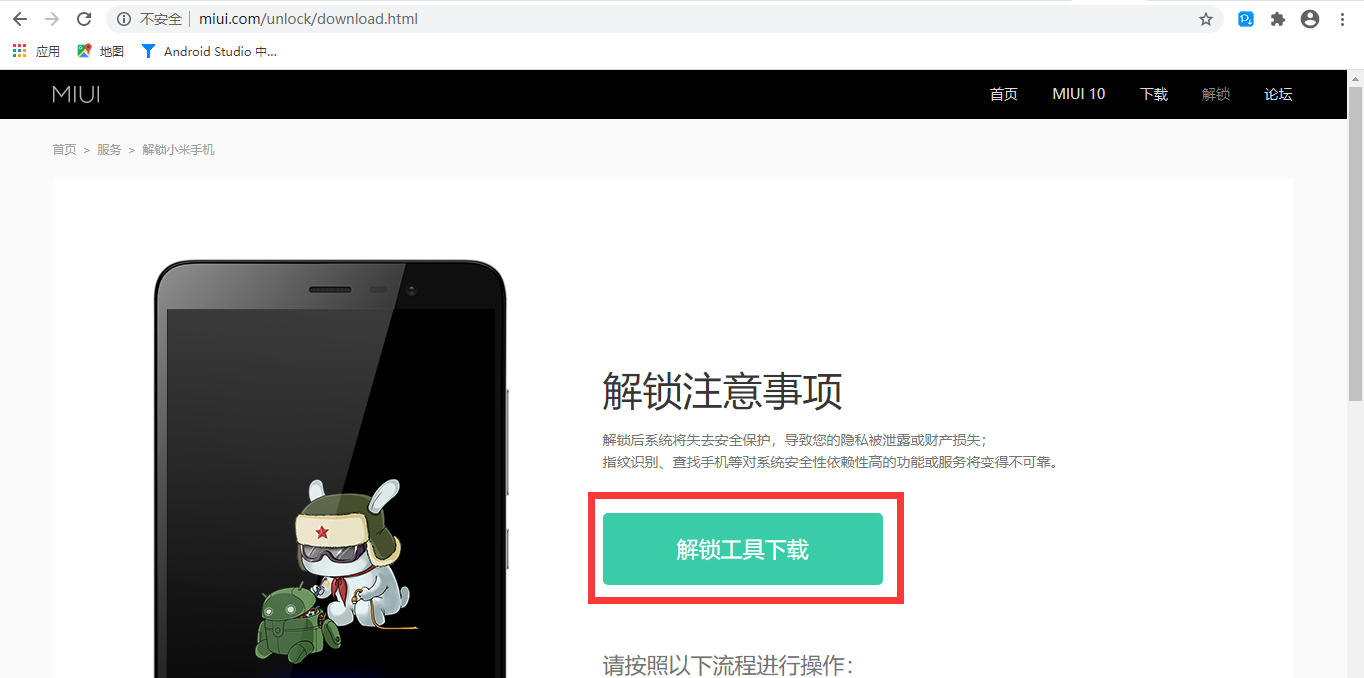 不安全 miui.com/unlock/download.html
应用 地图 Android Studio 中...
MIUI 首页 MIUI 10 下载 解锁 论坛
首页 > 服务 > 解锁小米手机
解锁注意事项
解锁后系统将失去安全保护，导致您的隐私被泄露或财产损失；
指纹识别、查找手机等对系统安全性依赖性高的功能或服务将变得不可靠。
解锁工具下载
请按照以下流程进行操作：